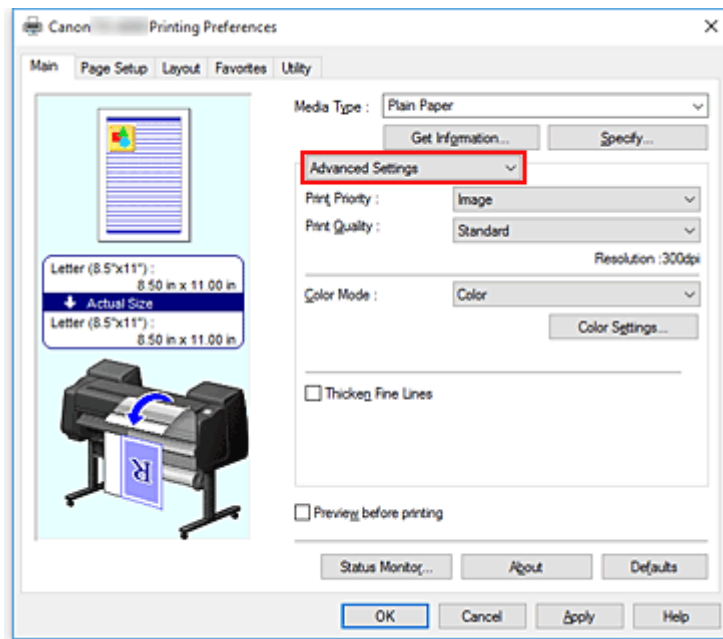 Canon Printing Preferences
Main Page Setup Layout Favorites Utility
Media Type : Plain Paper
Get Information... Specify...
Advanced Settings
Print Priority : Image
Print Quality : Standard
Resolution :300dpi
Letter (8.5"x11") :
8.50 in x 11.00 in
Actual Size
Letter (8.5"x11") :
8.50 in x 11.00 in
Color Mode : Color
Color Settings...
Thicken Fine Lines
R
Preview before printing
Status Monitor... About Defaults
OK Cancel Apply Help